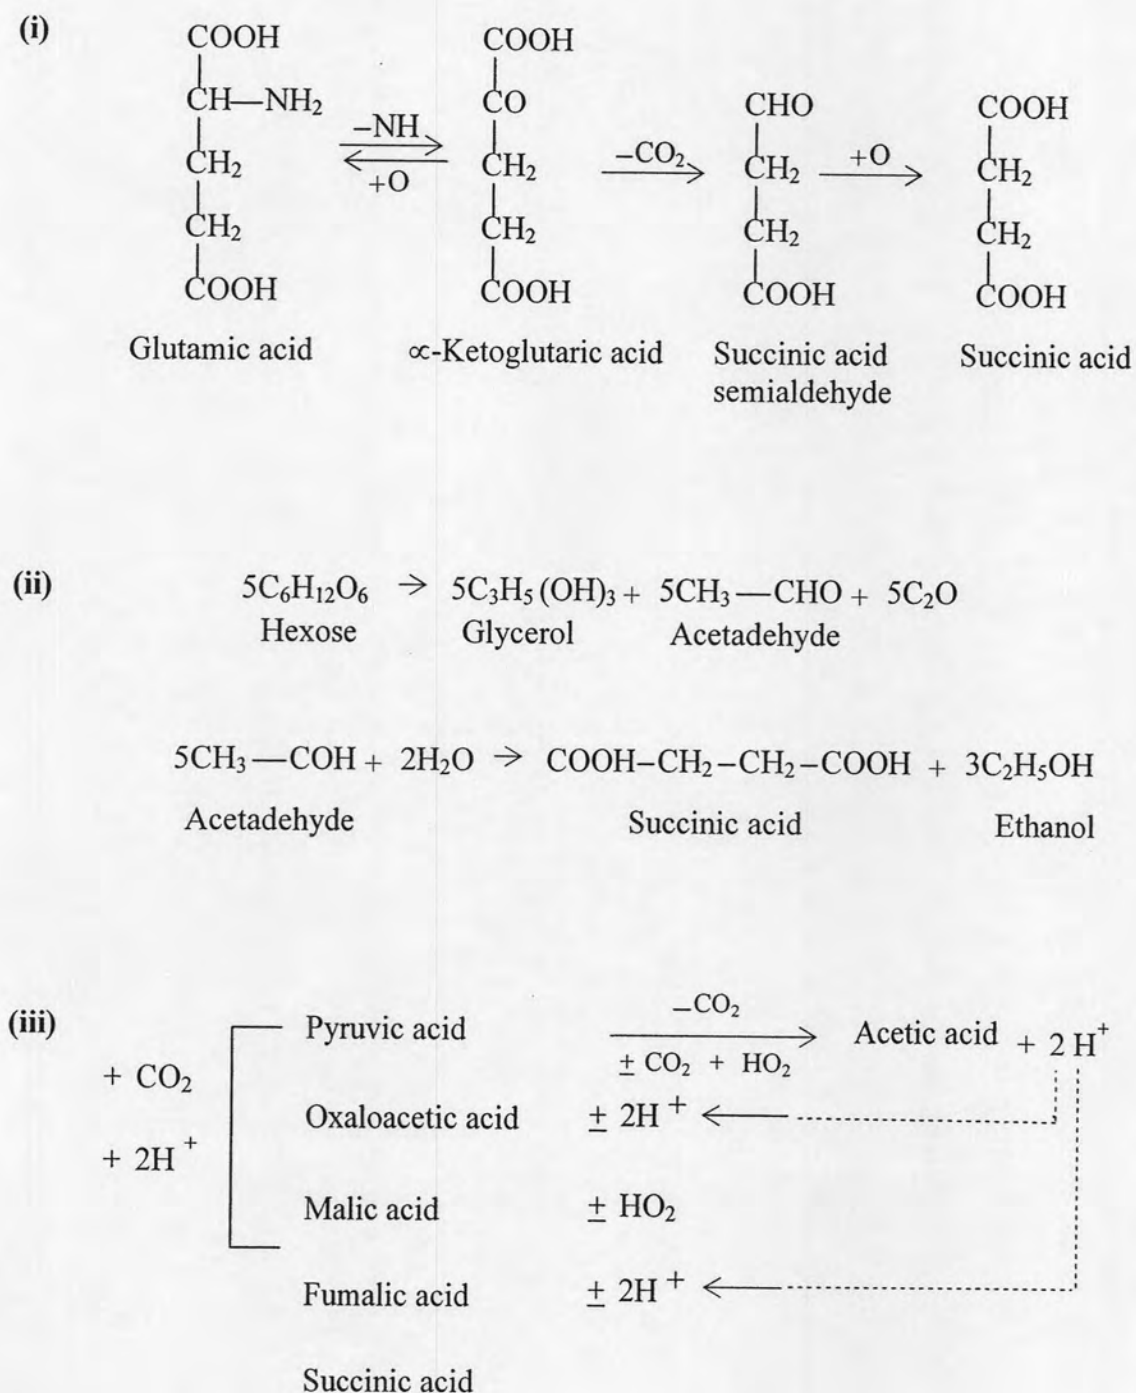 (i)
COOH COOH
CH—NH₂ CO CHO COOH
−NH −CO₂ +O
+O
CH₂ CH₂ CH₂ CH₂
CH₂ CH₂ CH₂ CH₂
COOH COOH COOH COOH
Glutamic acid ∝-Ketoglutaric acid Succinic acid Succinic acid
semialdehyde
(ii) 5C₆H₁₂O₆ → 5C₃H₅ (OH)₃ + 5CH₃—CHO + 5C₂O
Hexose Glycerol Acetadehyde
5CH₃—COH + 2H₂O → COOH–CH₂–CH₂–COOH + 3C₂H₅OH
Acetadehyde Succinic acid Ethanol
(iii) Pyruvic acid −CO₂ Acetic acid + 2 H⁺
+ CO₂ ± CO₂ + HO₂
Oxaloacetic acid ± 2H⁺ ←
+ 2H⁺
Malic acid ± HO₂
Fumalic acid ± 2H⁺ ←
Succinic acid